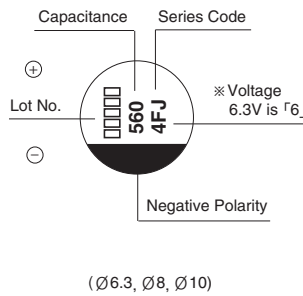 Capacitance
Series Code
Lot No.
560
4FJ
※Voltage
6.3V is「6」
Negative Polarity
(Ø6.3, Ø8, Ø10)